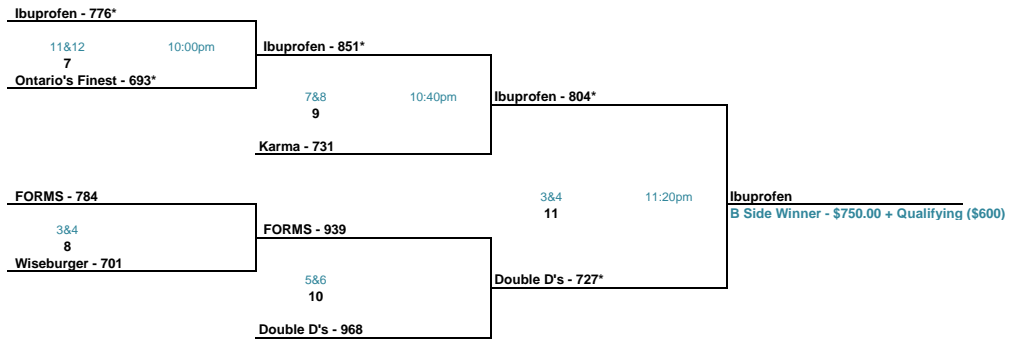 Ibuprofen - 776*
11&12 10:00pm
7
Ontario's Finest - 693*
Ibuprofen - 851*
7&8 10:40pm
9
Karma - 731
Ibuprofen - 804*
FORMS - 784
3&4
8
Wiseburger - 701
FORMS - 939
5&6
10
Double D's - 968
3&4 11:20pm
11
Double D's - 727*
Ibuprofen
B Side Winner - $750.00 + Qualifying ($600)